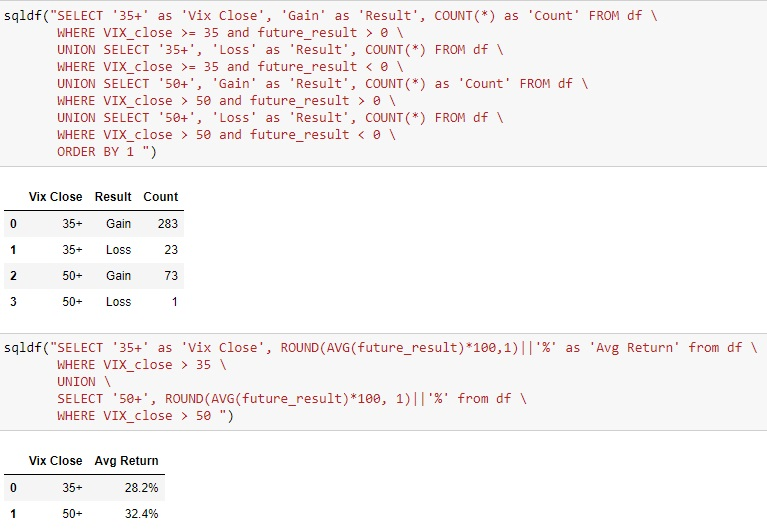 sqldf("SELECT '35+' as 'Vix Close', 'Gain' as 'Result', COUNT(*) as 'Count' FROM df \
WHERE VIX_close >= 35 and future_result > 0 \
UNION SELECT '35+', 'Loss' as 'Result', COUNT(*) FROM df \
WHERE VIX_close >= 35 and future_result < 0 \
UNION SELECT '50+', 'Gain' as 'Result', COUNT(*) as 'Count' FROM df \
WHERE VIX_close > 50 and future_result > 0 \
UNION SELECT '50+', 'Loss' as 'Result', COUNT(*) FROM df \
WHERE VIX_close > 50 and future_result < 0 \
ORDER BY 1 ")
Vix Close Result Count
0 35+ Gain 283
1 35+ Loss 23
2 50+ Gain 73
3 50+ Loss 1
sqldf("SELECT '35+' as 'Vix Close', ROUND(AVG(future_result)*100,1)||'%' as 'Avg Return' from df \
WHERE VIX_close > 35 \
UNION \
SELECT '50+', ROUND(AVG(future_result)*100, 1)||'%' from df \
WHERE VIX_close > 50 ")
Vix Close Avg Return
0 35+ 28.2%
1 50+ 32.4%